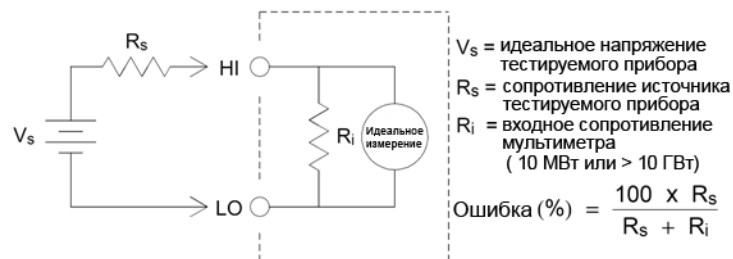 Rs
HI
Vs
Ri
Идеальное
измерение
LO
Vs = идеальное напряжение
тестируемого прибора
Rs = сопротивление источника
тестируемого прибора
Ri = входное сопротивление
мультиметра
( 10 МВт или > 10 ГВт)
Ошибка (%) = 100 x Rs
Rs + Ri